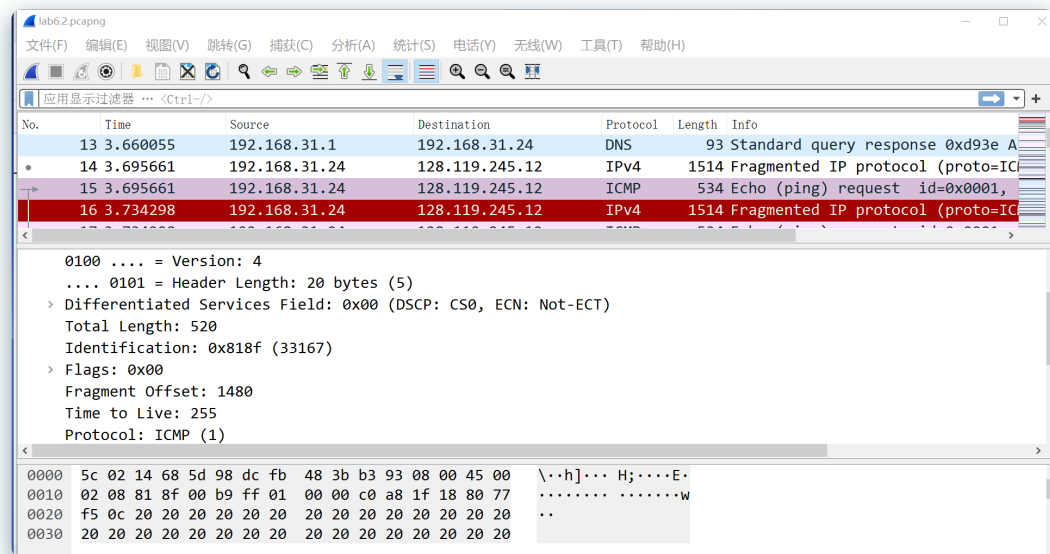 lab6.2.pcapng
文件(F) 编辑(E) 视图(V) 跳转(G) 捕获(C) 分析(A) 统计(S) 电话(Y) 无线(W) 工具(T) 帮助(H)
应用显示过滤器 … <Ctrl-/>
No. Time Source Destination Protocol Length Info
13 3.660055 192.168.31.1 192.168.31.24 DNS 93 Standard query response 0xd93e A
14 3.695661 192.168.31.24 128.119.245.12 IPv4 1514 Fragmented IP protocol (proto=IC
15 3.695661 192.168.31.24 128.119.245.12 ICMP 534 Echo (ping) request id=0x0001,
16 3.734298 192.168.31.24 128.119.245.12 IPv4 1514 Fragmented IP protocol (proto=IC
0100 .... = Version: 4
.... 0101 = Header Length: 20 bytes (5)
Differentiated Services Field: 0x00 (DSCP: CS0, ECN: Not-ECT)
Total Length: 520
Identification: 0x818f (33167)
Flags: 0x00
Fragment Offset: 1480
Time to Live: 255
Protocol: ICMP (1)
0000 5c 02 14 68 5d 98 dc fb 48 3b b3 93 08 00 45 00 \··h]··· H;····E·
0010 02 08 81 8f 00 b9 ff 01 00 00 c0 a8 1f 18 80 77 ········ ·······w
0020 f5 0c 20 20 20 20 20 20 20 20 20 20 20 20 20 20 ··
0030 20 20 20 20 20 20 20 20 20 20 20 20 20 20 20 20